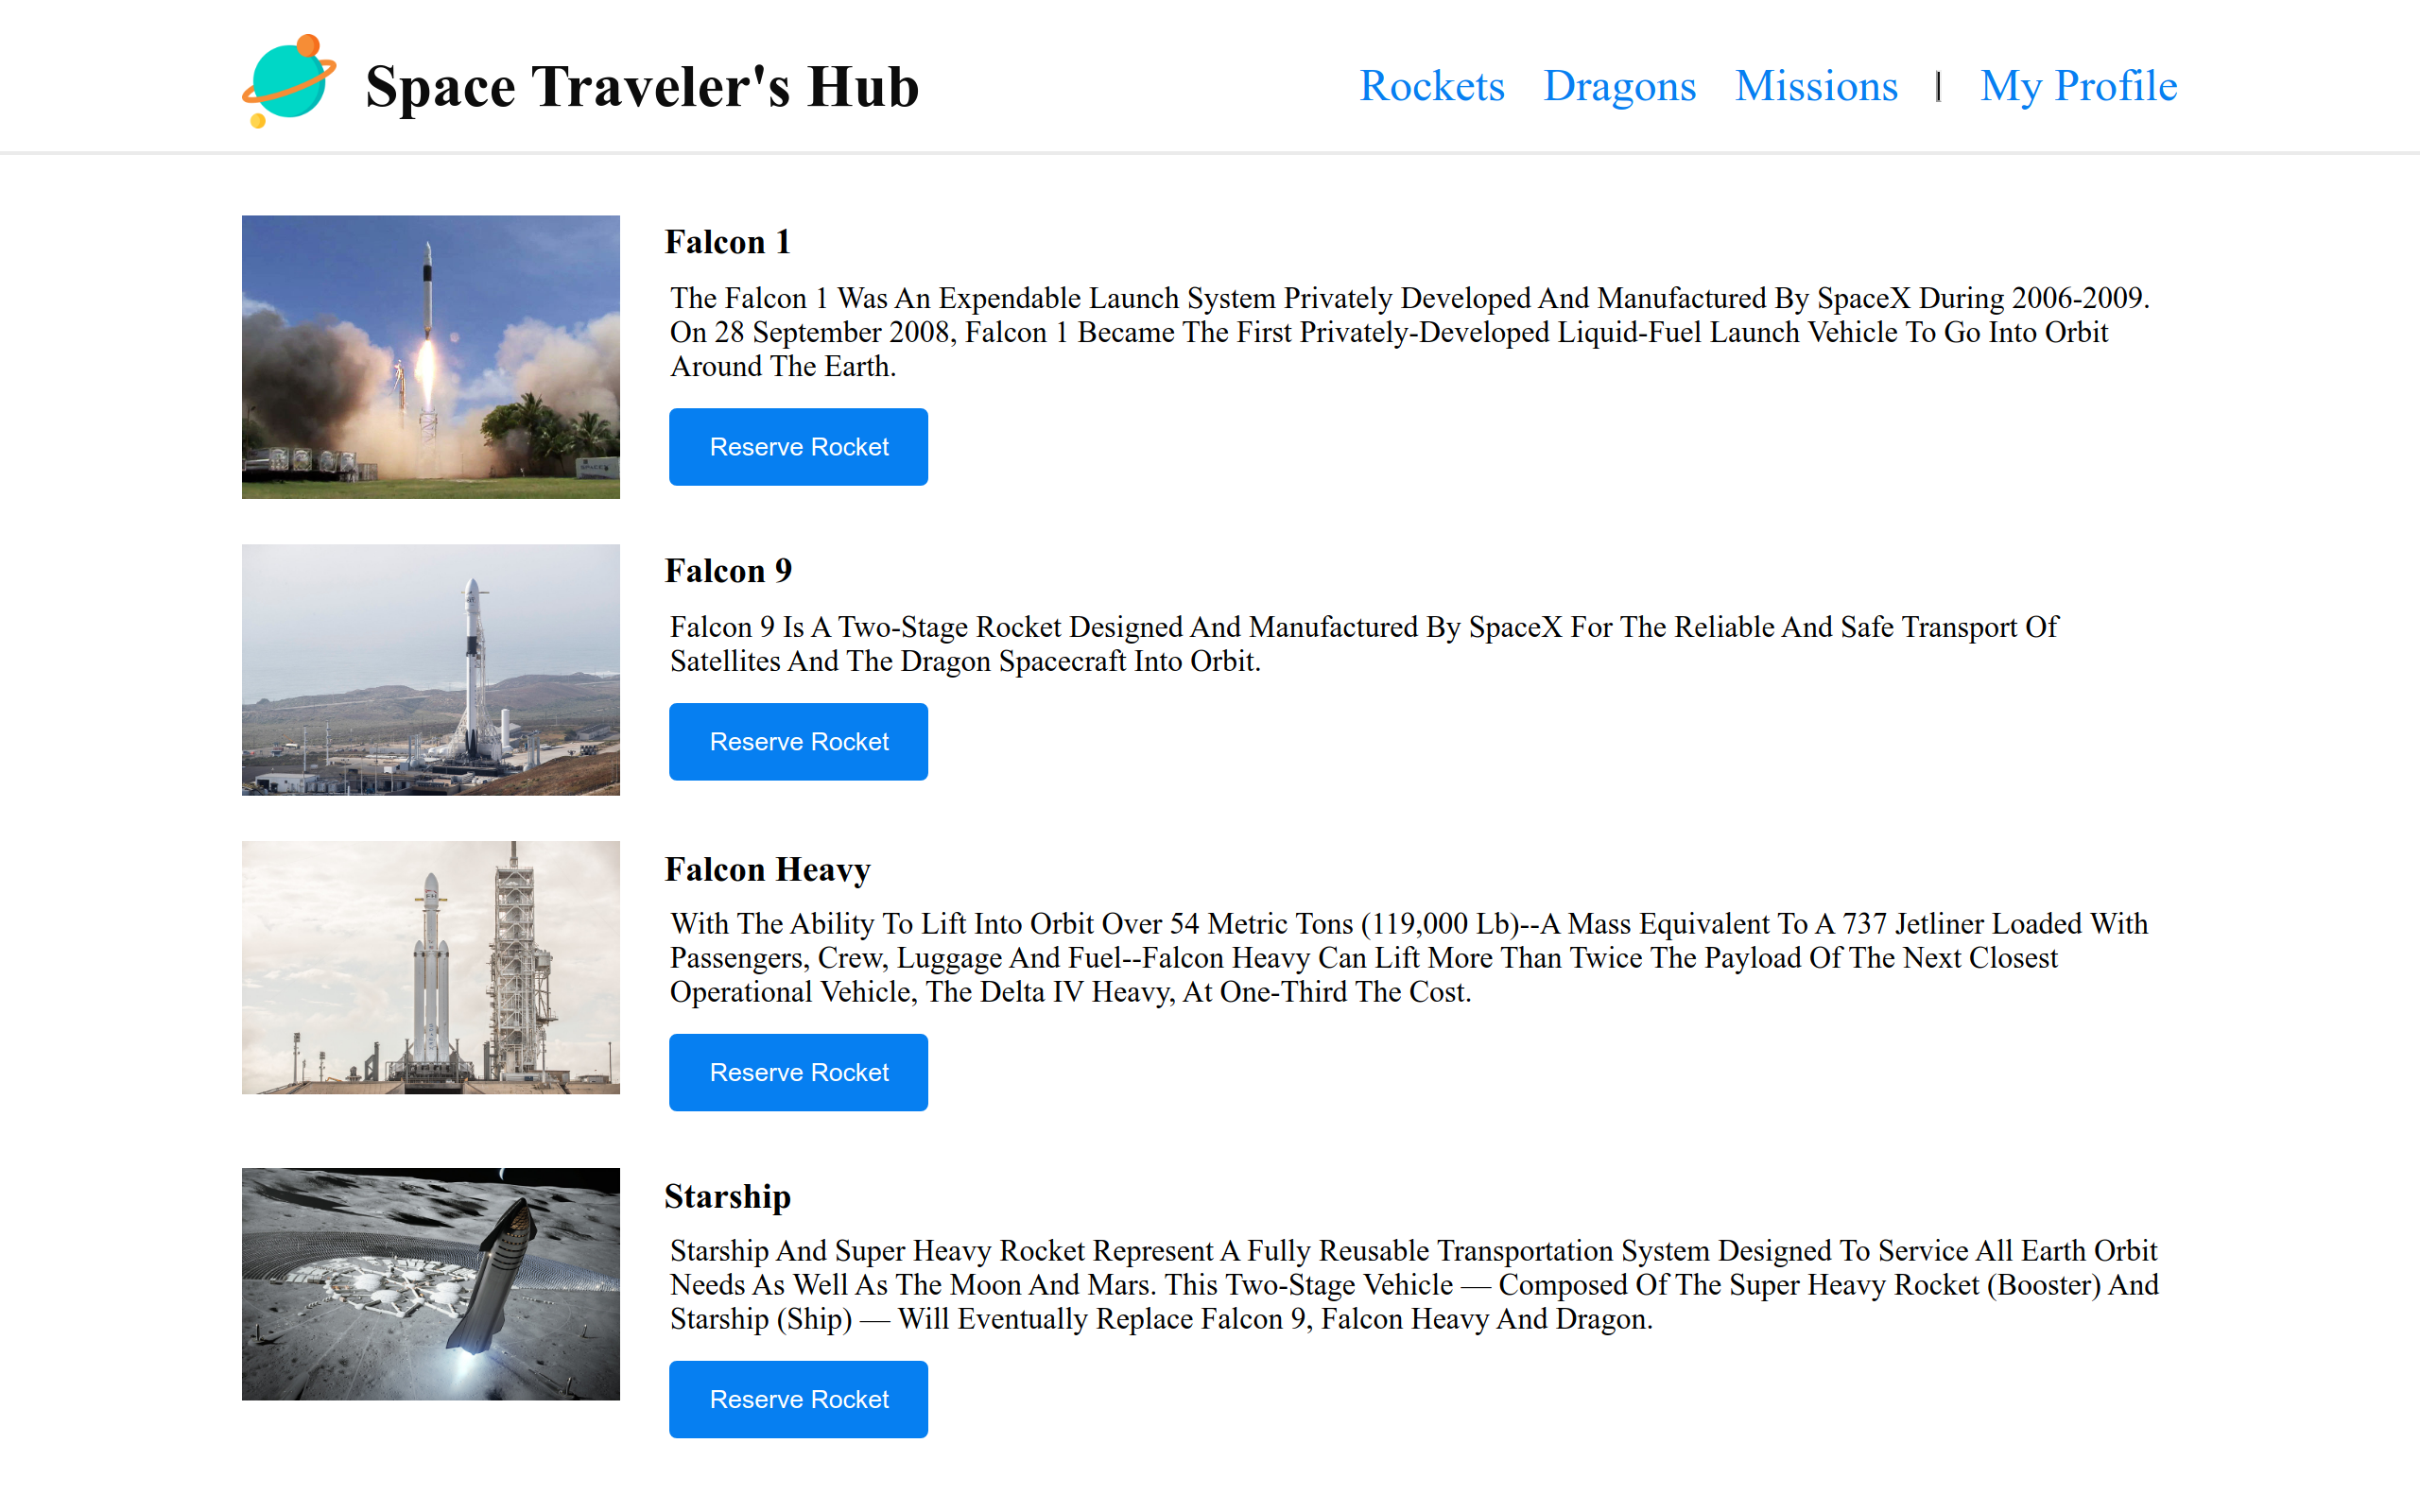 Space Traveler's Hub
Rockets Dragons Missions | My Profile
Falcon 1
The Falcon 1 Was An Expendable Launch System Privately Developed And Manufactured By SpaceX During 2006-2009.
On 28 September 2008, Falcon 1 Became The First Privately-Developed Liquid-Fuel Launch Vehicle To Go Into Orbit
Around The Earth.
Reserve Rocket
Falcon 9
Falcon 9 Is A Two-Stage Rocket Designed And Manufactured By SpaceX For The Reliable And Safe Transport Of
Satellites And The Dragon Spacecraft Into Orbit.
Reserve Rocket
Falcon Heavy
With The Ability To Lift Into Orbit Over 54 Metric Tons (119,000 Lb)--A Mass Equivalent To A 737 Jetliner Loaded With
Passengers, Crew, Luggage And Fuel--Falcon Heavy Can Lift More Than Twice The Payload Of The Next Closest
Operational Vehicle, The Delta IV Heavy, At One-Third The Cost.
Reserve Rocket
Starship
Starship And Super Heavy Rocket Represent A Fully Reusable Transportation System Designed To Service All Earth Orbit
Needs As Well As The Moon And Mars. This Two-Stage Vehicle — Composed Of The Super Heavy Rocket (Booster) And
Starship (Ship) — Will Eventually Replace Falcon 9, Falcon Heavy And Dragon.
Reserve Rocket